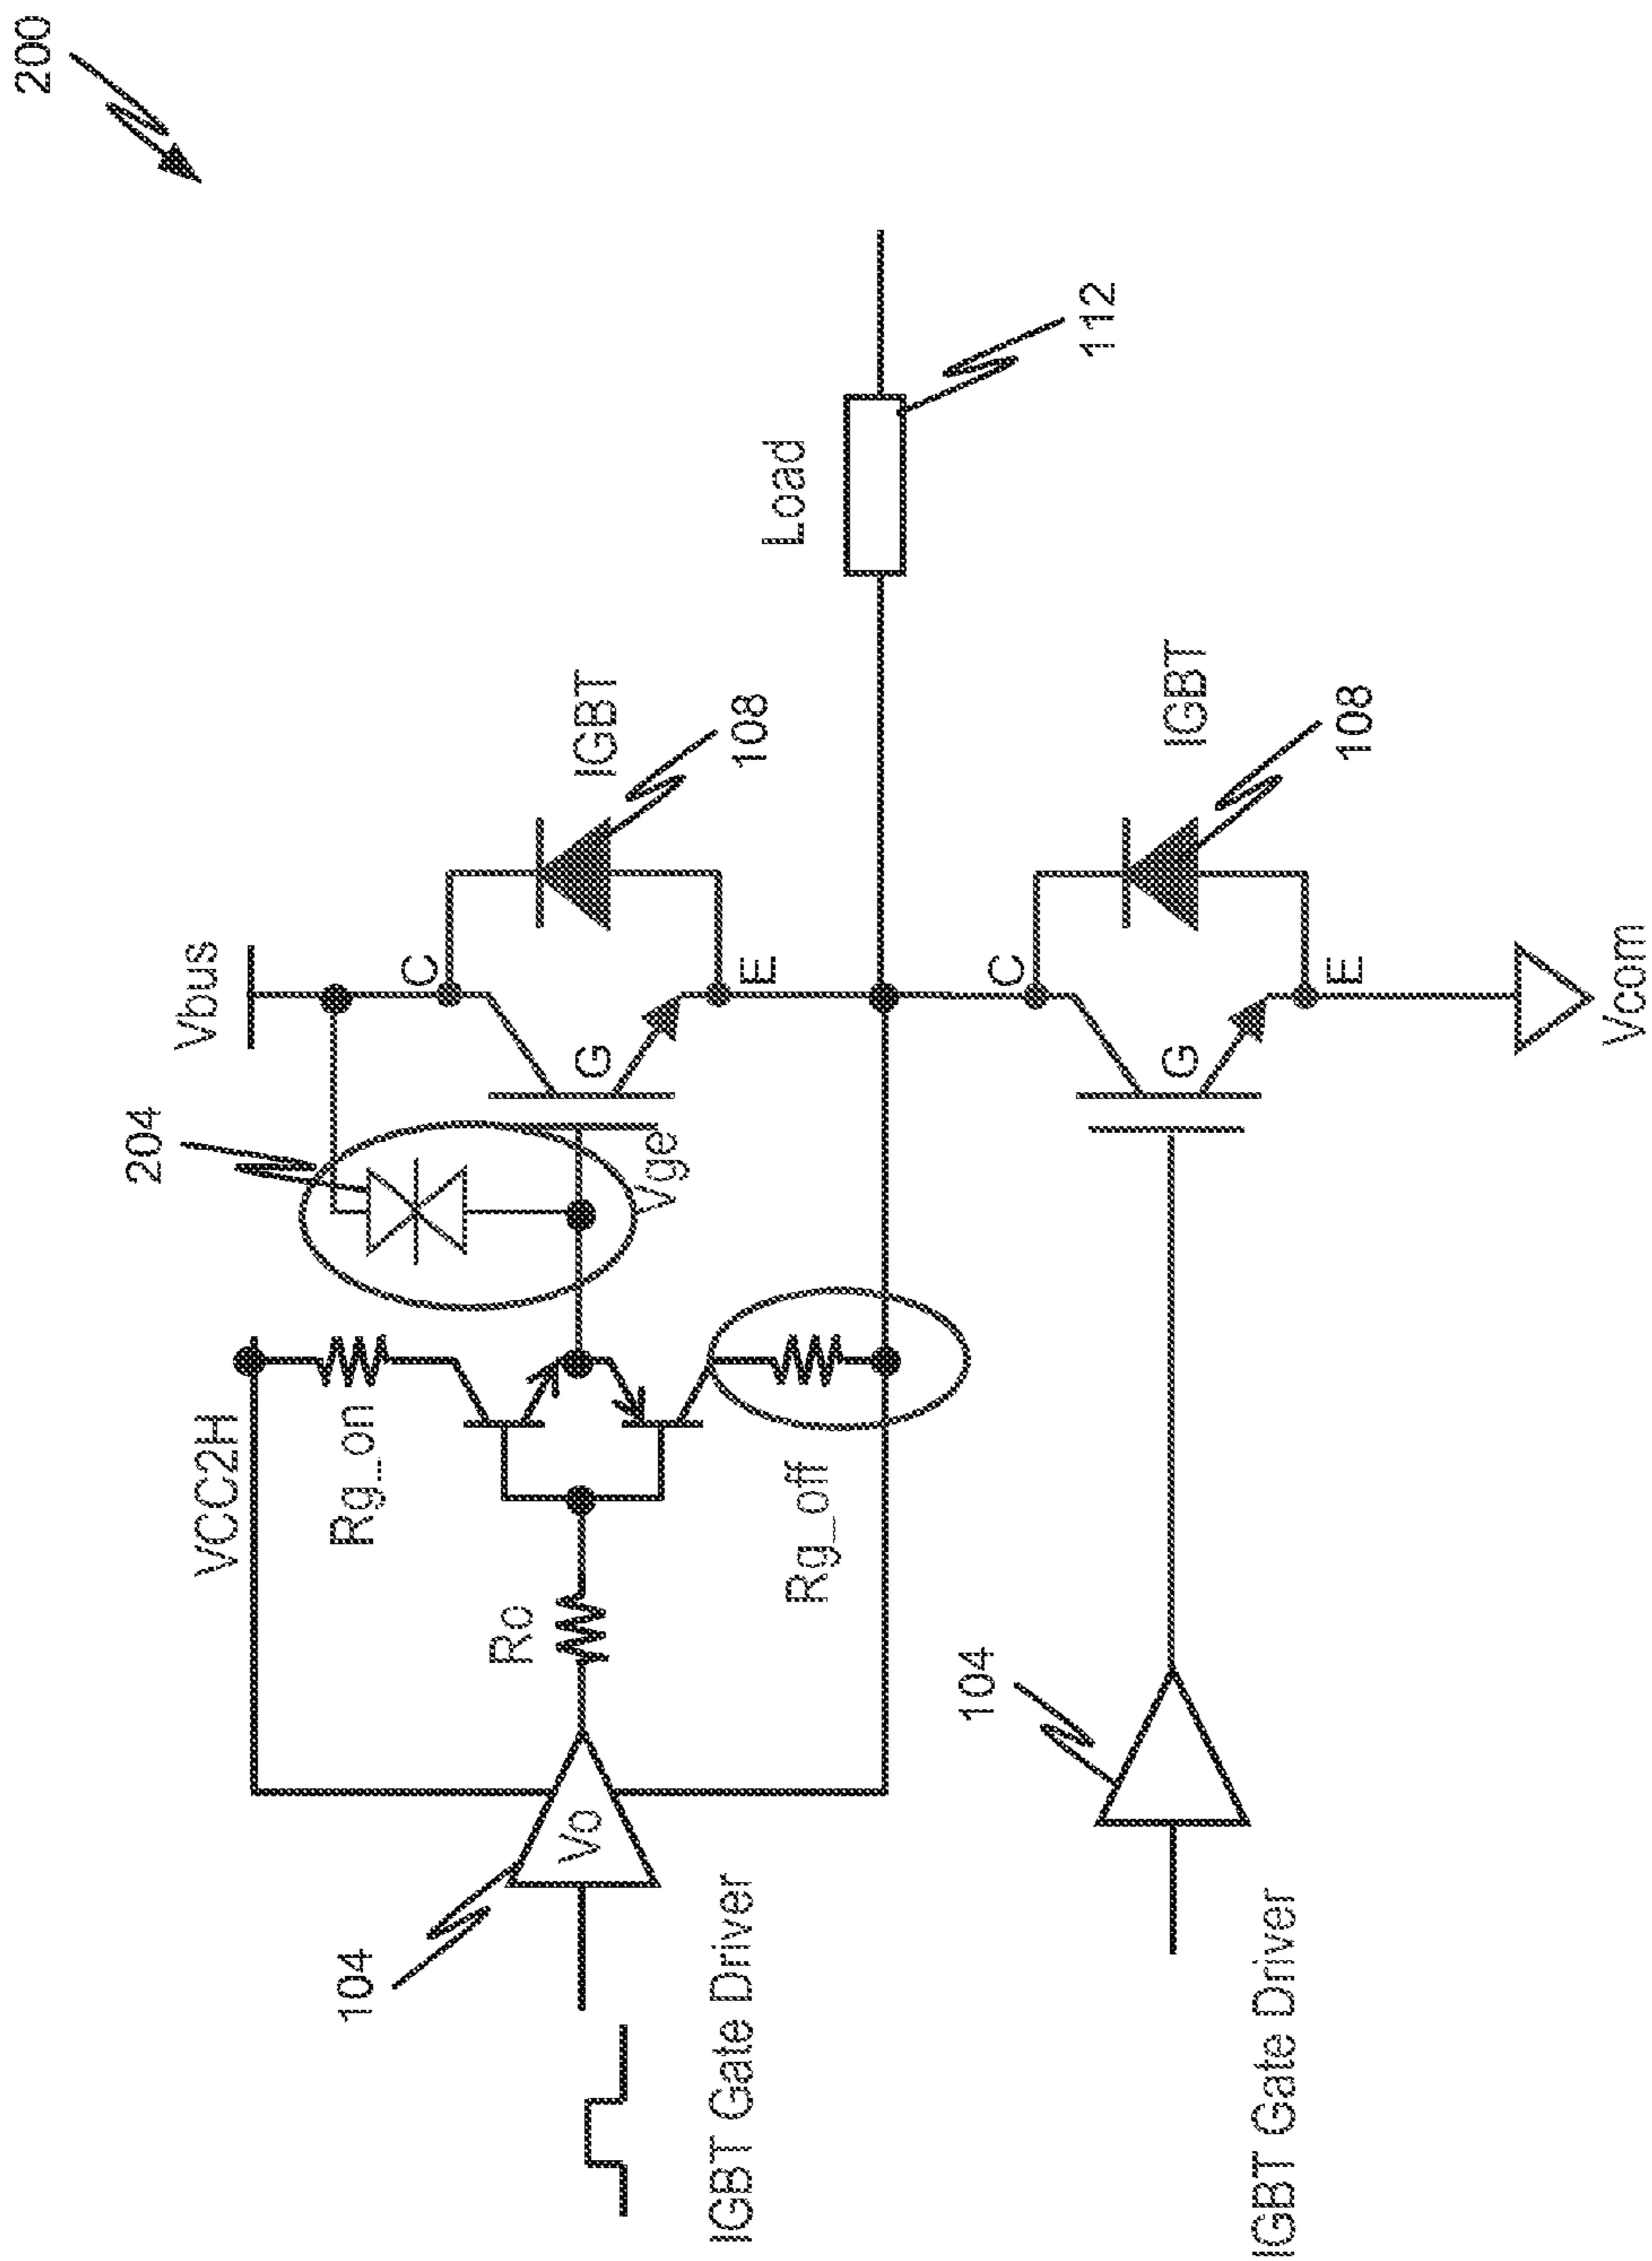 200
Vbus
204
VCC2H
Rg_on
C
G
E
IGBT
108
Vge
Load
112
Ro
Rg_off
Vo
104
IGBT Gate Driver
C
G
E
IGBT
108
Vcom
104
IGBT Gate Driver